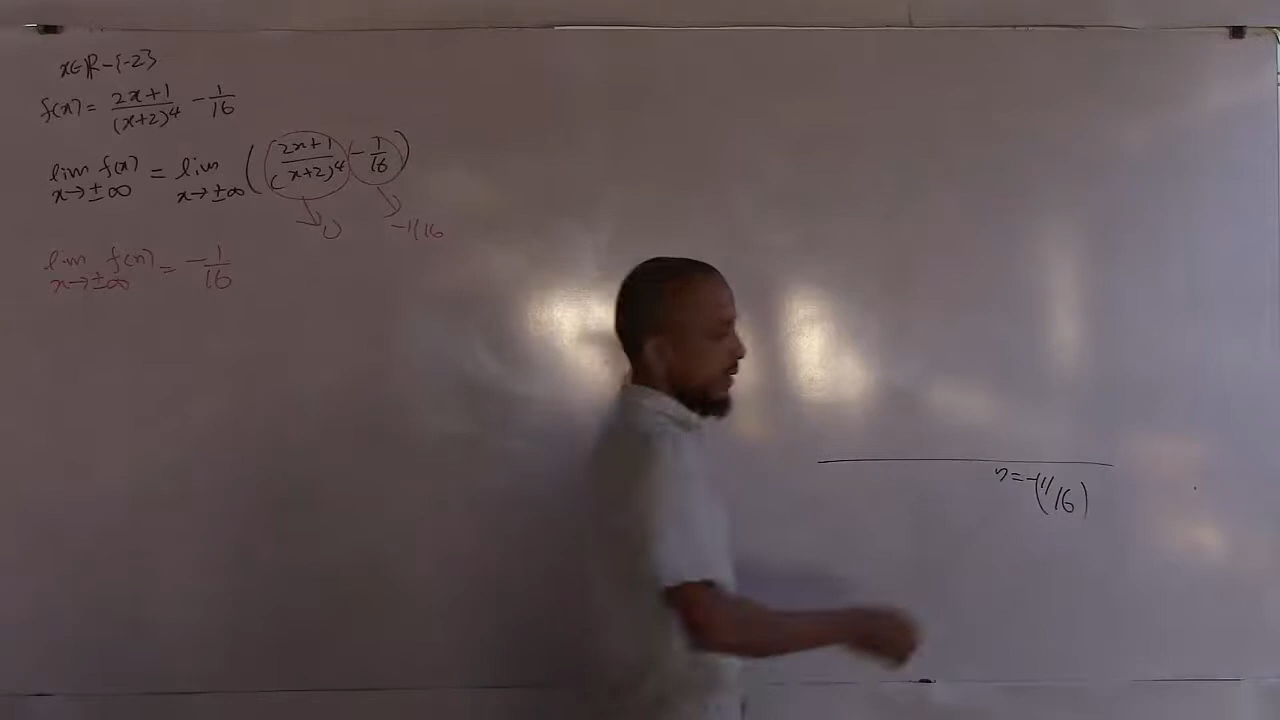 x∈ℝ-{-2}
f(x) = (2x+1)/(x+2)^4 - 1/16
lim x→±∞ f(x) = lim x→±∞ ((2x+1)/(x+2)^4 - 1/16)
0 -1/16
lim x→±∞ f(x) = -1/16
y=-(1/16)